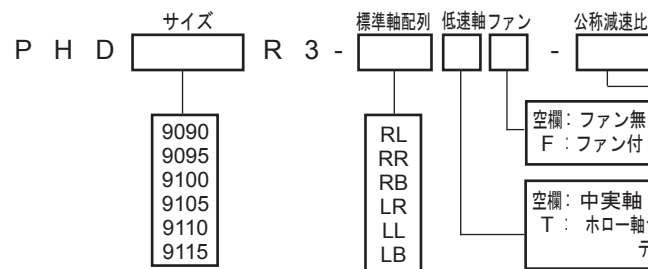 サイズ 標準軸配列 低速軸 ファン 公称減速比
P H D R 3 - -
9090
9095
9100
9105
9110
9115
RL
RR
RB
LR
LL
LB
空欄：ファン無
F：ファン付
空欄：中実軸
T： ホロー軸